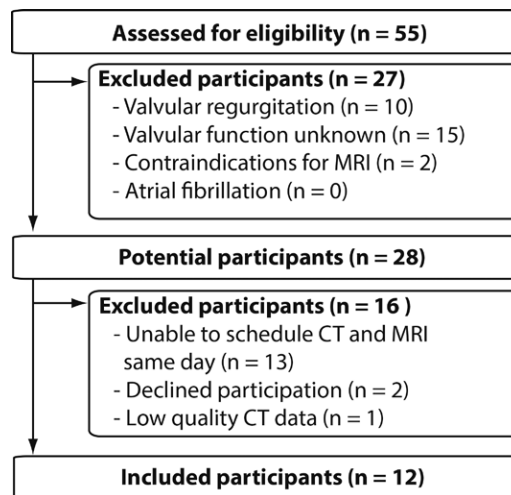 Assessed for eligibility (n = 55)
Excluded participants (n = 27)
- Valvular regurgitation (n = 10)
- Valvular function unknown (n = 15)
- Contraindications for MRI (n = 2)
- Atrial fibrillation (n = 0)
Potential participants (n = 28)
Excluded participants (n = 16 )
- Unable to schedule CT and MRI
same day (n = 13)
- Declined participation (n = 2)
- Low quality CT data (n = 1)
Included participants (n = 12)